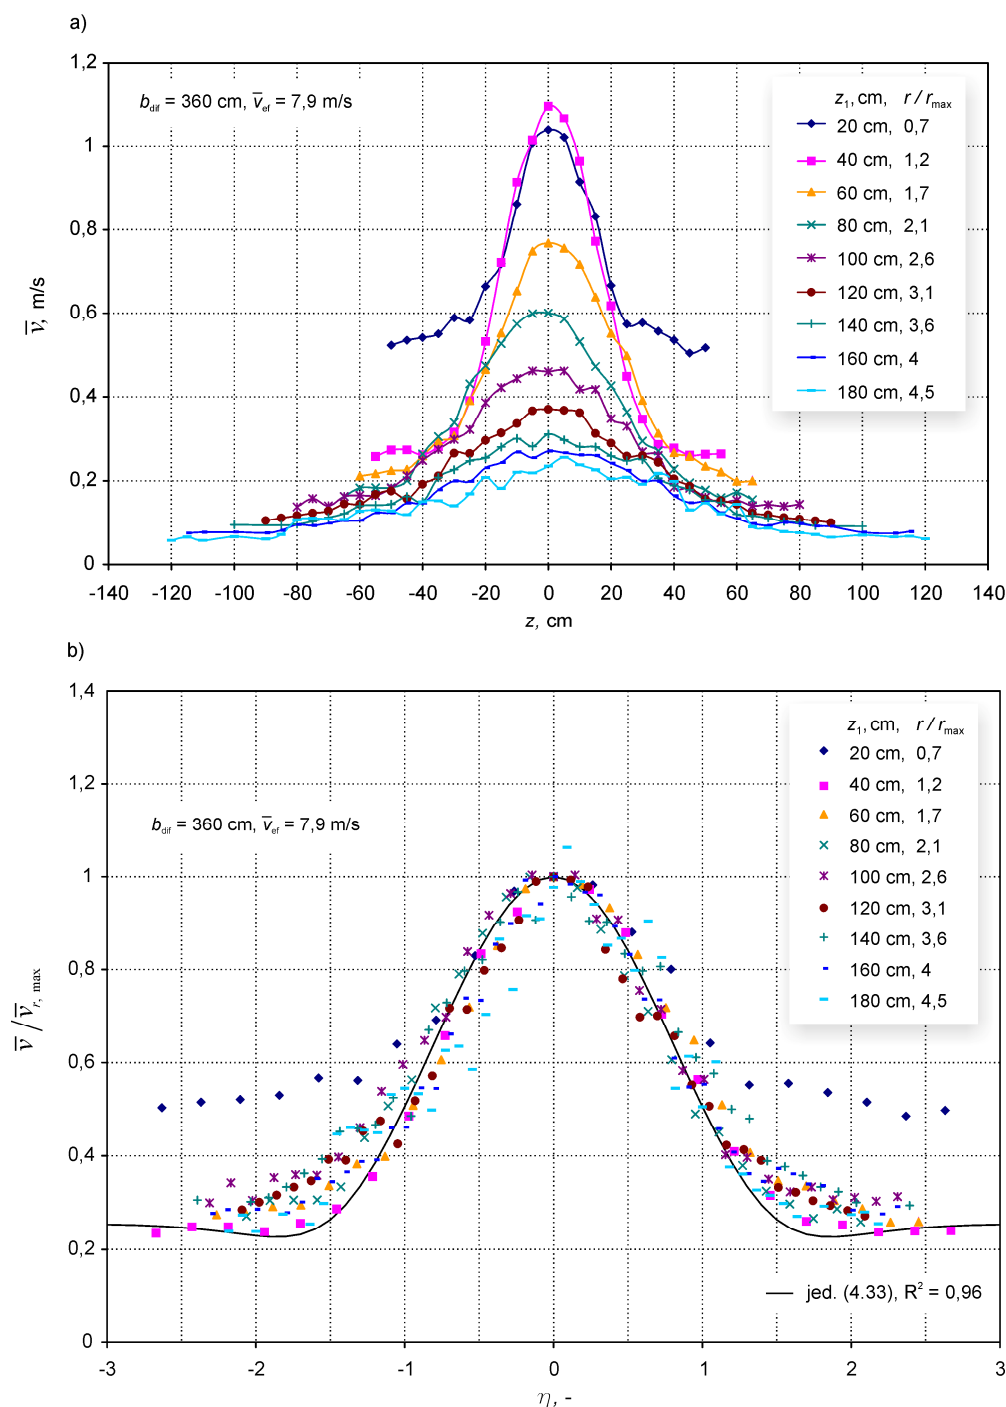 a)
1,2
1
0,8
0,6
0,4
0,2
0
v̅, m/s
b_dif = 360 cm, v̅_ef = 7,9 m/s
z₁, cm, r / r_max
20 cm, 0,7
40 cm, 1,2
60 cm, 1,7
80 cm, 2,1
100 cm, 2,6
120 cm, 3,1
140 cm, 3,6
160 cm, 4
180 cm, 4,5
-140 -120 -100 -80 -60 -40 -20 0 20 40 60 80 100 120 140
z, cm
b)
1,4
1,2
1
0,8
0,6
0,4
0,2
0
v̅/v̅_r, max
b_dif = 360 cm, v̅_ef = 7,9 m/s
z₁, cm, r / r_max
20 cm, 0,7
40 cm, 1,2
60 cm, 1,7
80 cm, 2,1
100 cm, 2,6
120 cm, 3,1
140 cm, 3,6
160 cm, 4
180 cm, 4,5
jed. (4.33), R² = 0,96
-3 -2 -1 0 1 2 3
η, -